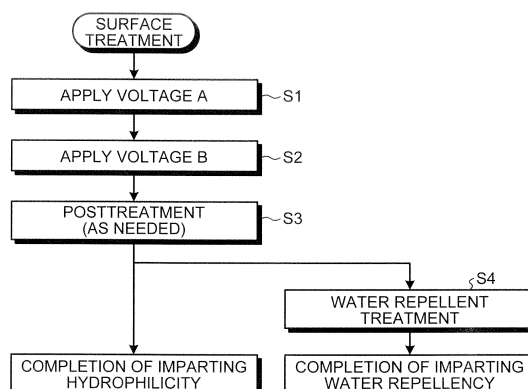 SURFACE
TREATMENT
APPLY VOLTAGE A
S1
APPLY VOLTAGE B
S2
POSTTREATMENT
(AS NEEDED)
S3
S4
WATER REPELLENT
TREATMENT
COMPLETION OF IMPARTING
HYDROPHILICITY
COMPLETION OF IMPARTING
WATER REPELLENCY